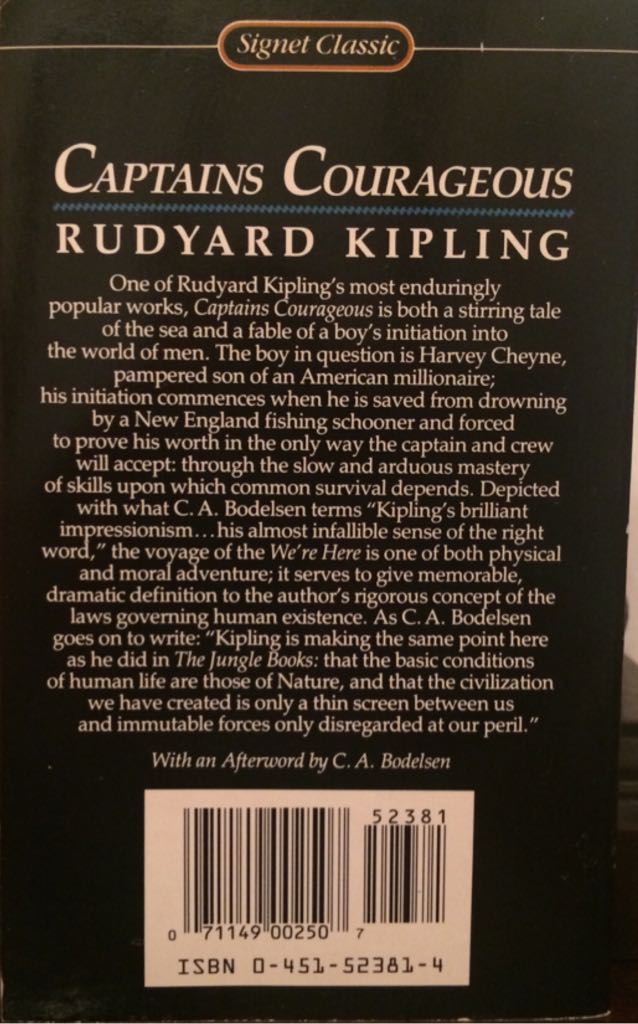 Signet Classic
CAPTAINS COURAGEOUS
RUDYARD KIPLING
One of Rudyard Kipling's most enduringly
popular works, Captains Courageous is both a stirring tale
of the sea and a fable of a boy's initiation into
the world of men. The boy in question is Harvey Cheyne,
pampered son of an American millionaire;
his initiation commences when he is saved from drowning
by a New England fishing schooner and forced
to prove his worth in the only way the captain and crew
will accept: through the slow and arduous mastery
of skills upon which common survival depends. Depicted
with what C. A. Bodelsen terms “Kipling's brilliant
impressionism…his almost infallible sense of the right
word,” the voyage of the We're Here is one of both physical
and moral adventure; it serves to give memorable,
dramatic definition to the author's rigorous concept of the
laws governing human existence. As C. A. Bodelsen
goes on to write: “Kipling is making the same point here
as he did in The Jungle Books: that the basic conditions
of human life are those of Nature, and that the civilization
we have created is only a thin screen between us
and immutable forces only disregarded at our peril.”
With an Afterword by C. A. Bodelsen
52381
0 71149 00250 7
ISBN 0-451-52381-4